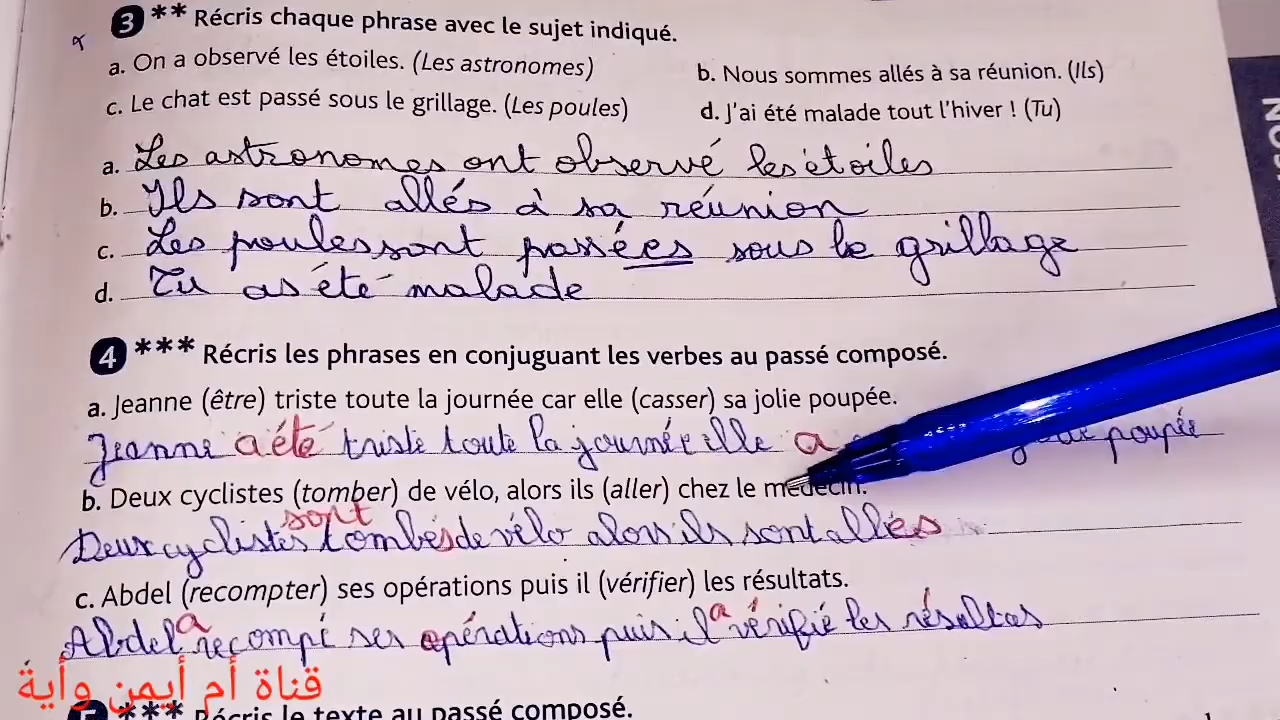 3 ** Récris chaque phrase avec le sujet indiqué.
a. On a observé les étoiles. (Les astronomes)
b. Nous sommes allés à sa réunion. (Ils)
c. Le chat est passé sous le grillage. (Les poules)
d. J'ai été malade tout l'hiver ! (Tu)
a. Les astronomes ont observé les étoiles
b. Ils sont allés à sa réunion
c. Les poules sont passées sous le grillage
d. Tu as été malade
4 *** Récris les phrases en conjuguant les verbes au passé composé.
a. Jeanne (être) triste toute la journée car elle (casser) sa jolie poupée.
Jeanne a été triste toute la journée elle a poupée
b. Deux cyclistes (tomber) de vélo, alors ils (aller) chez le médecin.
Deux cyclistes sont tombés de vélo alors ils sont allés
c. Abdel (recompter) ses opérations puis il (vérifier) les résultats.
Abdel a recompé ses opérations puis il a vérifié les résultas
قناة أم أيمن وأية
5 *** Récris le texte au passé composé.